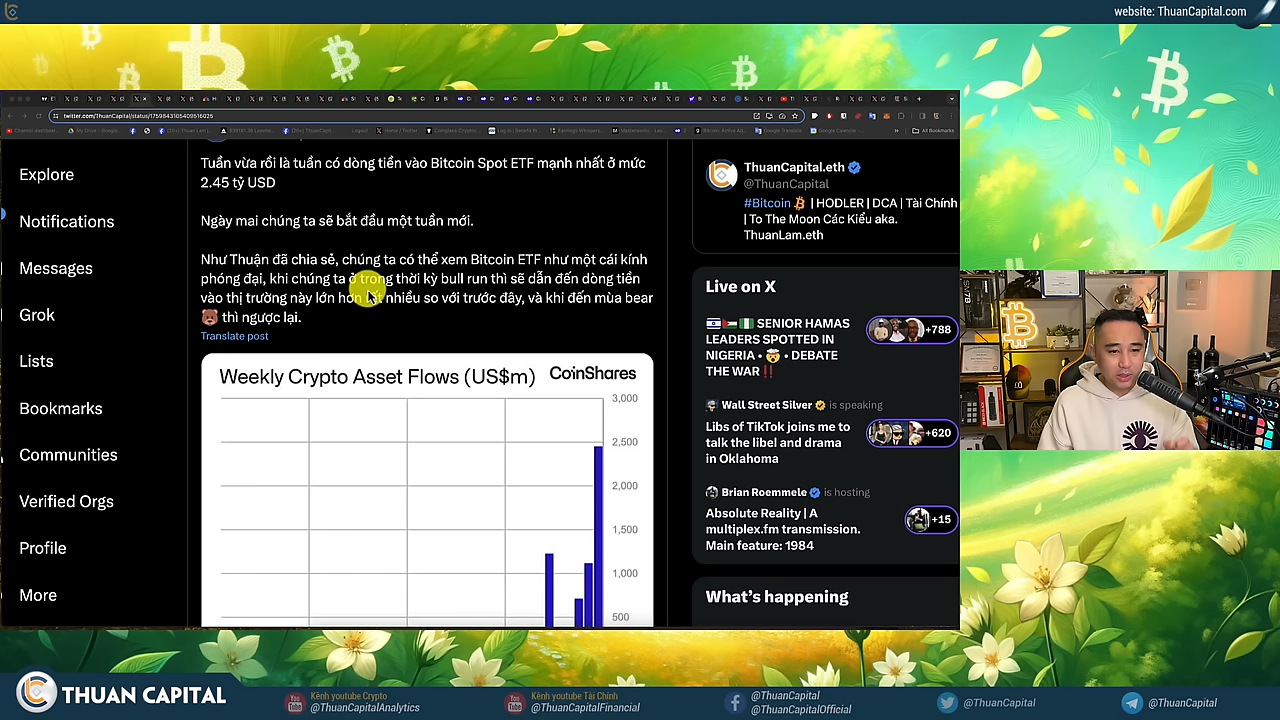 website: ThuanCapital.com
twitter.com/ThuanCapital/status/1759843105409516025
All Bookmarks
Explore
Notifications
Messages
Grok
Lists
Bookmarks
Communities
Verified Orgs
Profile
More
Tuần vừa rồi là tuần có dòng tiền vào Bitcoin Spot ETF mạnh nhất ở mức
2.45 tỷ USD
Ngày mai chúng ta sẽ bắt đầu một tuần mới.
Như Thuận đã chia sẻ, chúng ta có thể xem Bitcoin ETF như một cái kính
phóng đại, khi chúng ta ở trong thời kỳ bull run thì sẽ dẫn đến dòng tiền
vào thị trường này lớn hơn rất nhiều so với trước đây, và khi đến mùa bear
🐻 thì ngược lại.
Translate post
Weekly Crypto Asset Flows (US$m)
CoinShares
3,000
2,500
2,000
1,500
1,000
500
ThuanCapital.eth
@ThuanCapital
#Bitcoin | HODLER | DCA | Tài Chính
| To The Moon Các Kiểu aka.
ThuanLam.eth
Live on X
🇮🇱🇵🇸🇳🇬 SENIOR HAMAS
LEADERS SPOTTED IN
NIGERIA • 🤯 • DEBATE
THE WAR ‼️
+788
Wall Street Silver is speaking
Libs of TikTok joins me to
talk the libel and drama
in Oklahoma
+620
Brian Roemmele is hosting
Absolute Reality | A
multiplex.fm transmission.
Main feature: 1984
+15
What's happening
THUAN CAPITAL
Kênh youtube Crypto
@ThuanCapitalAnalytics
Kênh youtube Tài Chính
@ThuanCapitalFinancial
@ThuanCapital
@ThuanCapitalOfficial
@ThuanCapital
@ThuanCapital